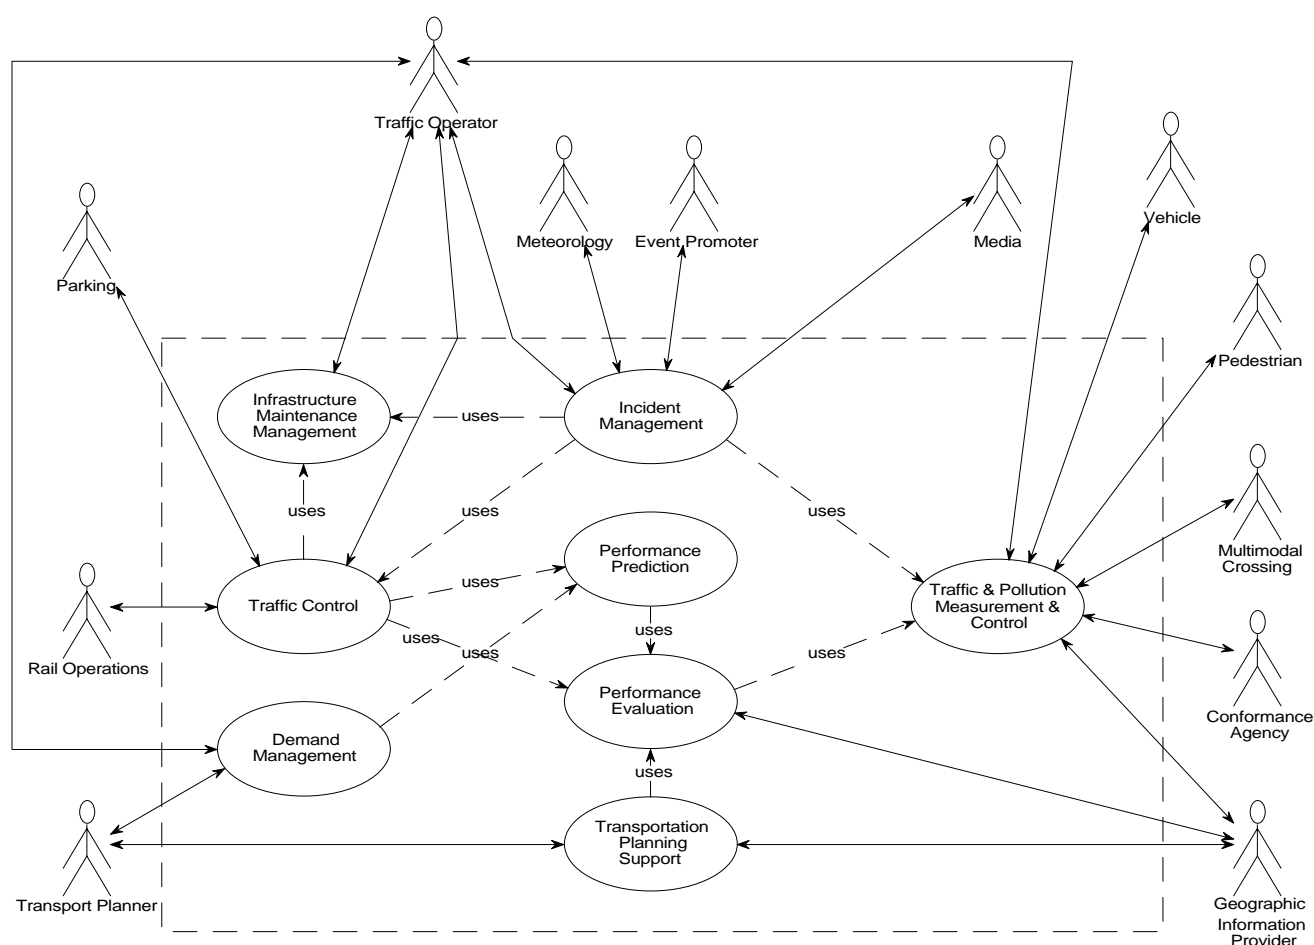 Traffic Operator
Meteorology
Event Promoter
Media
Vehicle
Parking
Pedestrian
Infrastructure
Maintenance
Management
uses
Incident
Management
uses
uses
uses
Performance
Prediction
Multimodal
Crossing
Traffic Control
uses
Traffic & Pollution
Measurement &
Control
uses
uses
uses
uses
Rail Operations
Performance
Evaluation
Conformance
Agency
Demand
Management
uses
Transportation
Planning
Support
Transport Planner
Geographic
Information
Provider